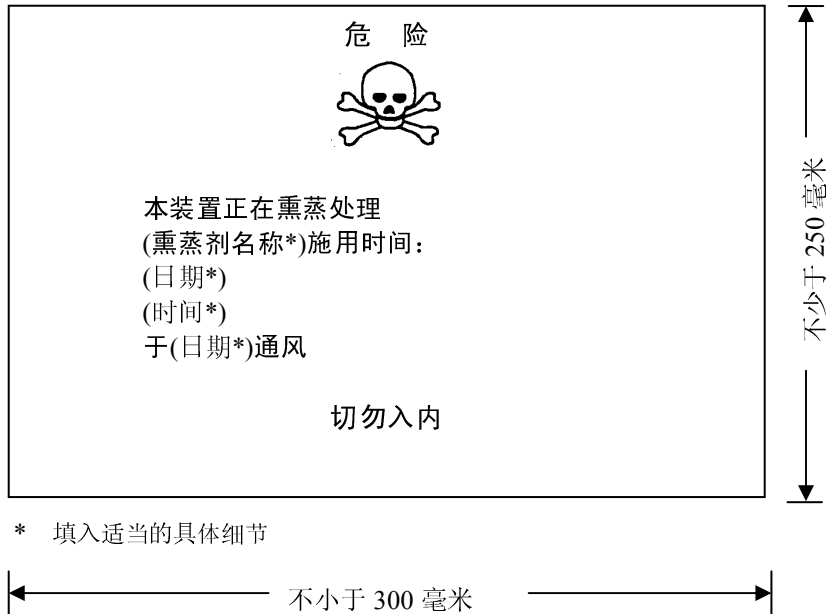 危 险
本装置正在熏蒸处理
(熏蒸剂名称*)施用时间：
(日期*)
(时间*)
于(日期*)通风
切勿入内
不少于 250 毫米
* 填入适当的具体细节
不小于 300 毫米